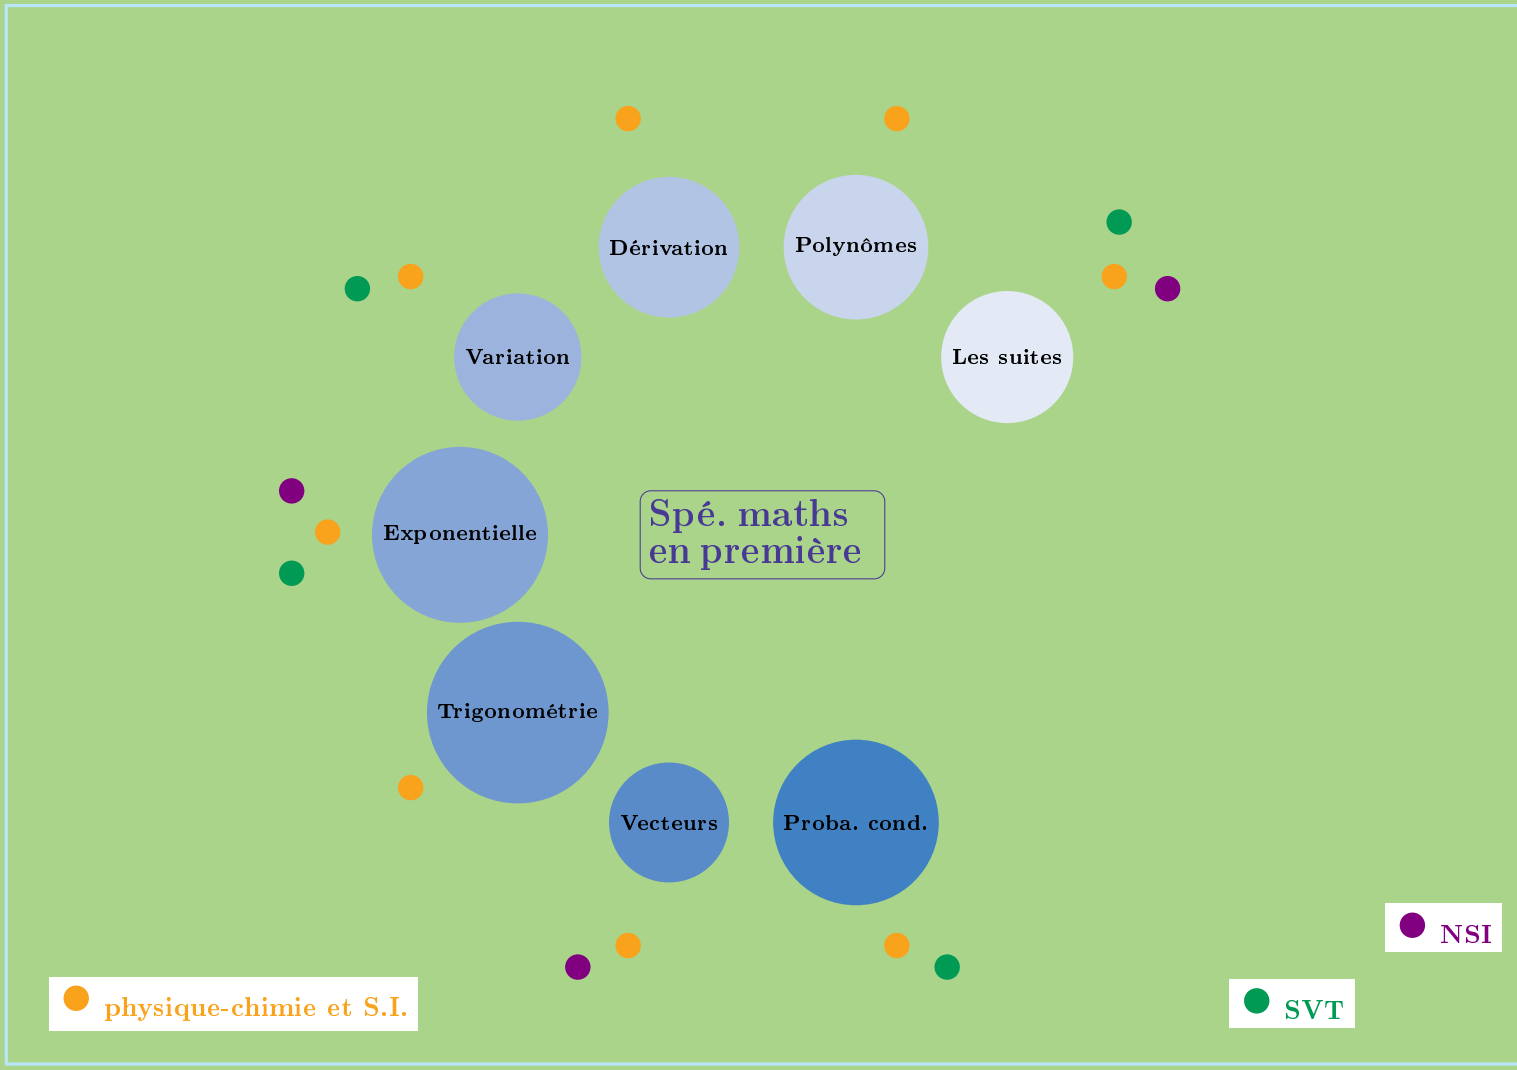 Dérivation
Polynômes
Variation
Les suites
Exponentielle
Spé. maths
en première
Trigonométrie
Vecteurs
Proba. cond.
NSI
physique-chimie et S.I.
SVT